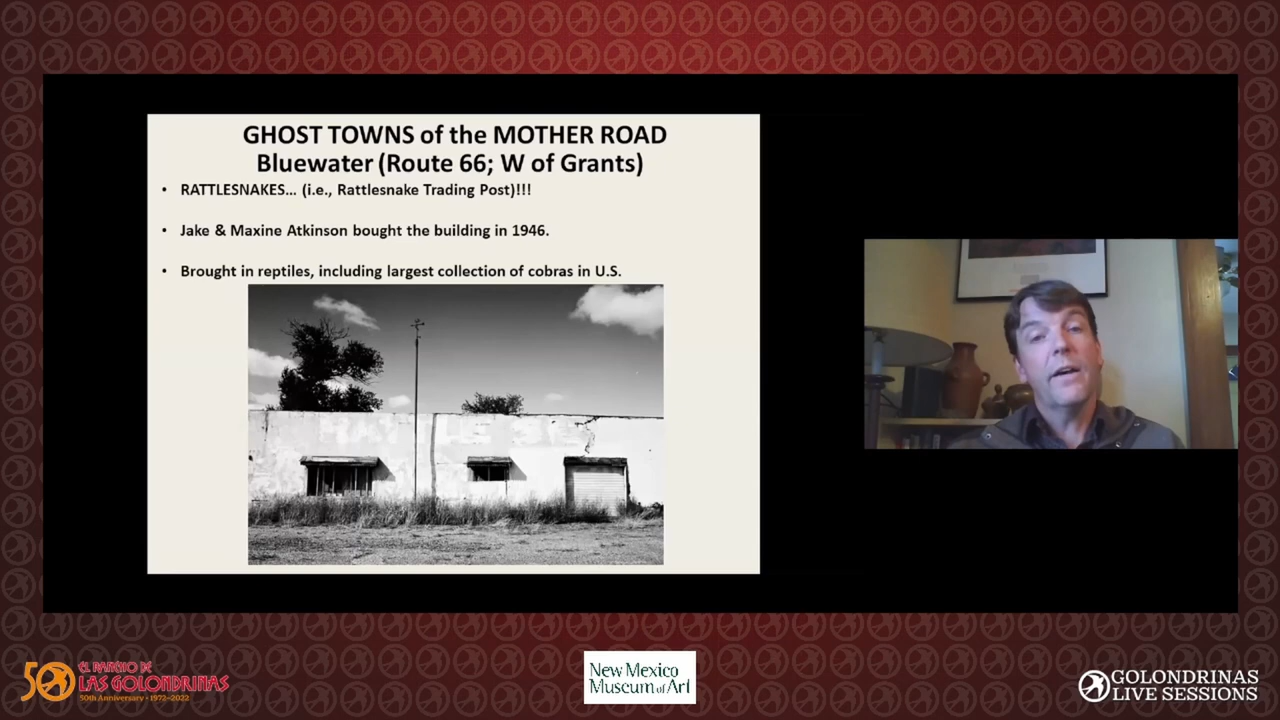 GHOST TOWNS of the MOTHER ROAD
Bluewater (Route 66; W of Grants)
• RATTLESNAKES... (i.e., Rattlesnake Trading Post)!!!
• Jake & Maxine Atkinson bought the building in 1946.
• Brought in reptiles, including largest collection of cobras in U.S.
50
EL RANCHO DE
LAS GOLONDRINAS
50th Anniversary • 1972-2022
New Mexico
Museum of Art
GOLONDRINAS
LIVE SESSIONS